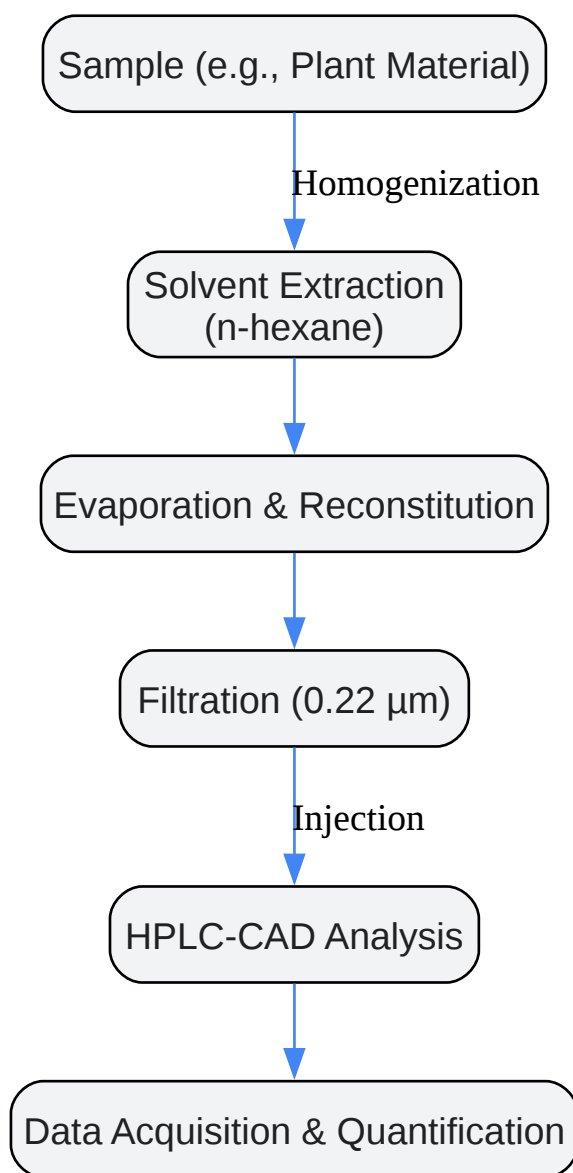 Sample (e.g., Plant Material)
Homogenization
Solvent Extraction
(n-hexane)
Evaporation & Reconstitution
Filtration (0.22 µm)
Injection
HPLC-CAD Analysis
Data Acquisition & Quantification